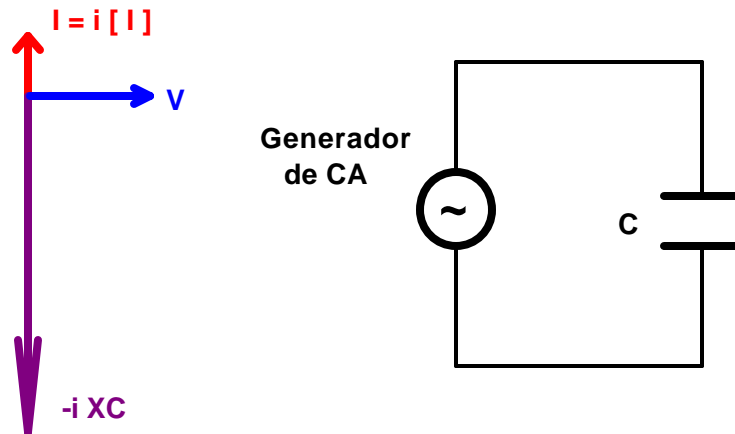 I = i [ I ]
V
Generador
de CA
~
C
-i XC